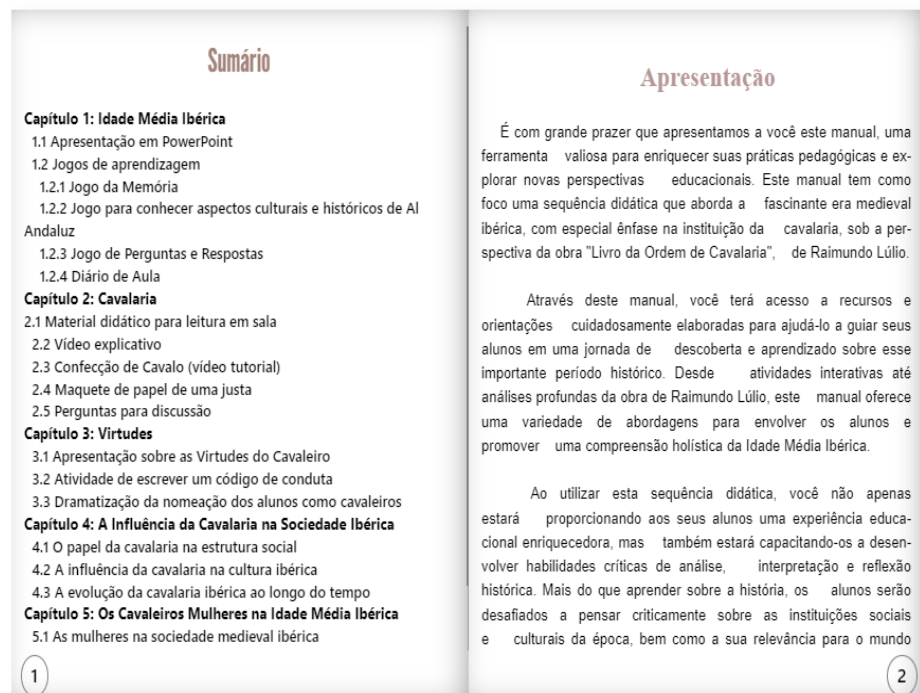 Sumário
Capítulo 1: Idade Média Ibérica
1.1 Apresentação em PowerPoint
1.2 Jogos de aprendizagem
1.2.1 Jogo da Memória
1.2.2 Jogo para conhecer aspectos culturais e históricos de Al
Andaluz
1.2.3 Jogo de Perguntas e Respostas
1.2.4 Diário de Aula
Capítulo 2: Cavalaria
2.1 Material didático para leitura em sala
2.2 Vídeo explicativo
2.3 Confecção de Cavalo (vídeo tutorial)
2.4 Maquete de papel de uma justa
2.5 Perguntas para discussão
Capítulo 3: Virtudes
3.1 Apresentação sobre as Virtudes do Cavaleiro
3.2 Atividade de escrever um código de conduta
3.3 Dramatização da nomeação dos alunos como cavaleiros
Capítulo 4: A Influência da Cavalaria na Sociedade Ibérica
4.1 O papel da cavalaria na estrutura social
4.2 A influência da cavalaria na cultura ibérica
4.3 A evolução da cavalaria ibérica ao longo do tempo
Capítulo 5: Os Cavaleiros Mulheres na Idade Média Ibérica
5.1 As mulheres na sociedade medieval ibérica
1
Apresentação
É com grande prazer que apresentamos a você este manual, uma
ferramenta valiosa para enriquecer suas práticas pedagógicas e ex-
plorar novas perspectivas educacionais. Este manual tem como
foco uma sequência didática que aborda a fascinante era medieval
ibérica, com especial ênfase na instituição da cavalaria, sob a per-
spectiva da obra "Livro da Ordem de Cavalaria", de Raimundo Lúlio.
Através deste manual, você terá acesso a recursos e
orientações cuidadosamente elaboradas para ajudá-lo a guiar seus
alunos em uma jornada de descoberta e aprendizado sobre esse
importante período histórico. Desde atividades interativas até
análises profundas da obra de Raimundo Lúlio, este manual oferece
uma variedade de abordagens para envolver os alunos e
promover uma compreensão holística da Idade Média Ibérica.
Ao utilizar esta sequência didática, você não apenas
estará proporcionando aos seus alunos uma experiência educa-
cional enriquecedora, mas também estará capacitando-os a desen-
volver habilidades críticas de análise, interpretação e reflexão
histórica. Mais do que aprender sobre a história, os alunos serão
desafiados a pensar criticamente sobre as instituições sociais
e culturais da época, bem como a sua relevância para o mundo
2